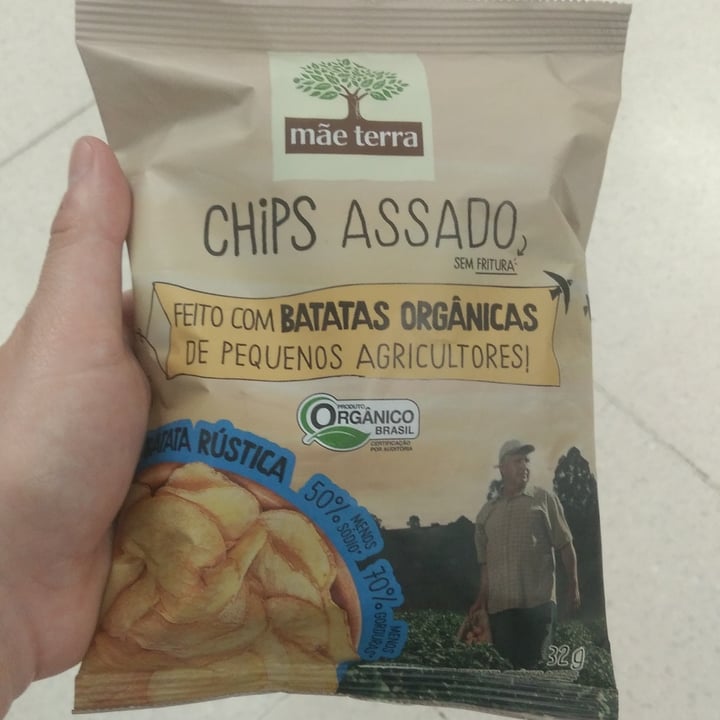 mãe terra
CHiPS ASSADO
SEM FRITURA
FEITO COM BATATAS ORGÂNICAS
DE PEQUENOS AGRICULTORES!
PRODUTO
ORGÂNICO
BRASIL
CERTIFICAÇÃO
POR AUDITORIA
BATATA RÚSTICA
50% MENOS
SÓDIO*
70% MENOS
GORDURAS*
32g